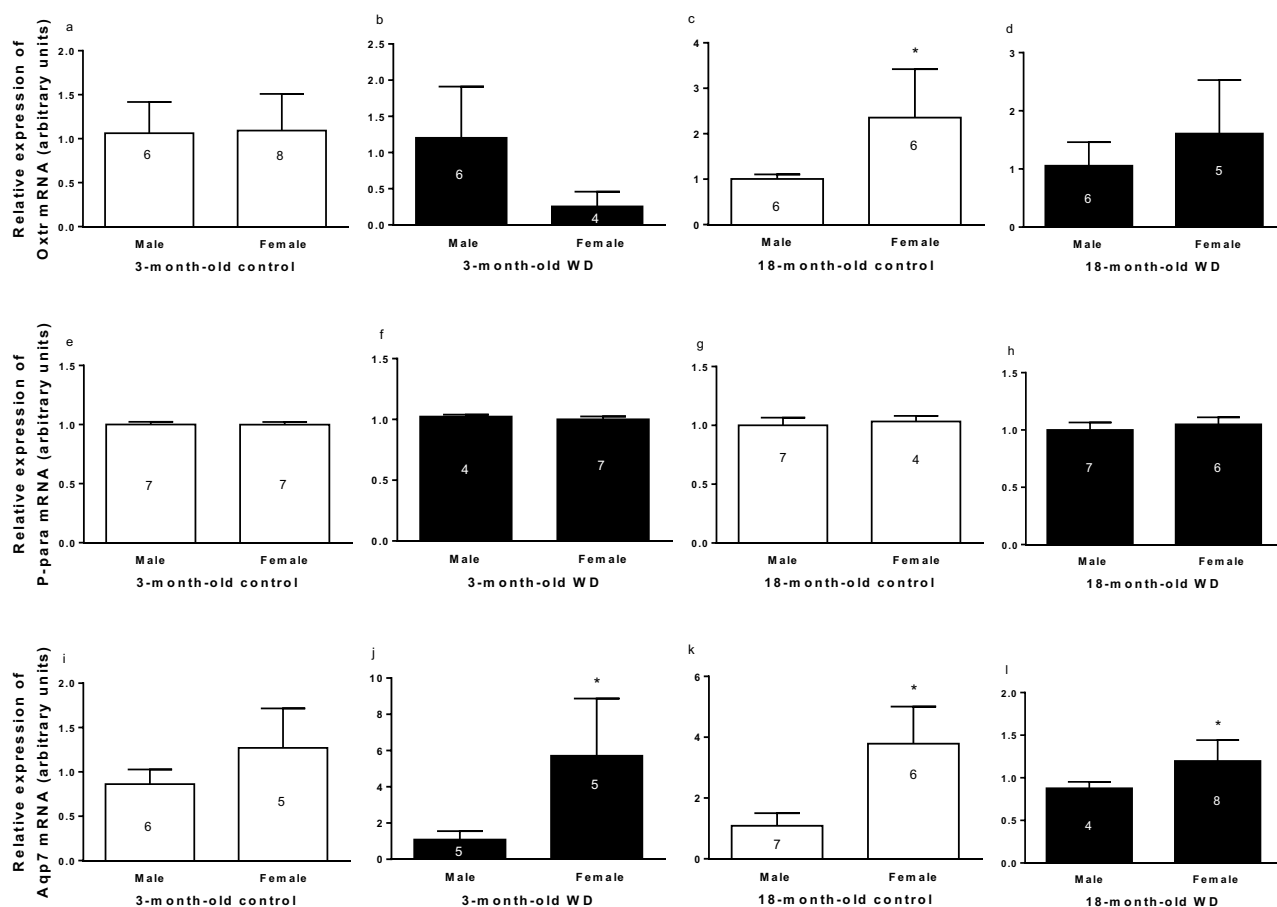 a
Relative expression of
Oxtr mRNA (arbitrary units)
2.0
1.5
1.0
0.5
0.0
6
8
Male Female
3-month-old control
b
2.5
2.0
1.5
1.0
0.5
0.0
6
4
Male Female
3-month-old WD
c
4
3
2
1
0
*
6
6
Male Female
18-month-old control
d
3
2
1
0
6
5
Male Female
18-month-old WD
e
Relative expression of
P-para mRNA (arbitrary units)
1.5
1.0
0.5
0.0
7
7
Male Female
3-month-old control
f
1.5
1.0
0.5
0.0
4
7
Male Female
3-month-old WD
g
1.5
1.0
0.5
0.0
7
4
Male Female
18-month-old control
h
1.5
1.0
0.5
0.0
7
6
Male Female
18-month-old WD
i
Relative expression of
Aqp7 mRNA (arbitrary units)
2.0
1.5
1.0
0.5
0.0
6
5
Male Female
3-month-old control
j
10
8
6
4
2
0
*
5
5
Male Female
3-month-old WD
k
6
4
2
0
*
7
6
Male Female
18-month-old control
l
2.0
1.5
1.0
0.5
0.0
*
4
8
Male Female
18-month-old WD